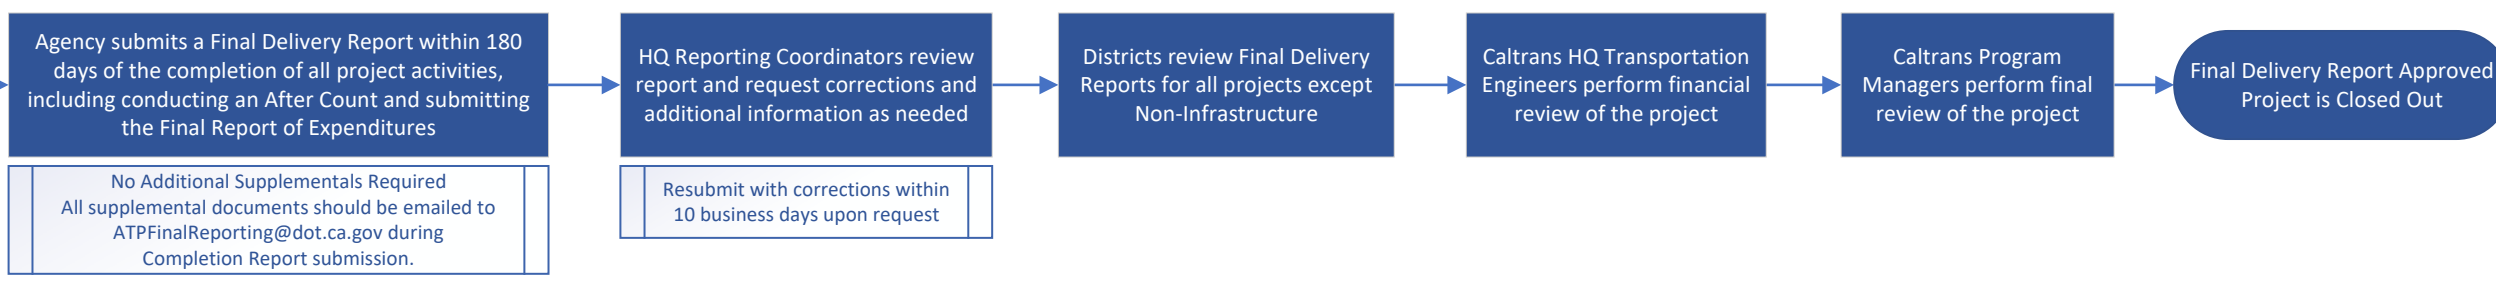 Agency submits a Final Delivery Report within 180
days of the completion of all project activities,
including conducting an After Count and submitting
the Final Report of Expenditures
No Additional Supplementals Required
All supplemental documents should be emailed to
ATPFinalReporting@dot.ca.gov during
Completion Report submission.
HQ Reporting Coordinators review
report and request corrections and
additional information as needed
Resubmit with corrections within
10 business days upon request
Districts review Final Delivery
Reports for all projects except
Non-Infrastructure
Caltrans HQ Transportation
Engineers perform financial
review of the project
Caltrans Program
Managers perform final
review of the project
Final Delivery Report Approved
Project is Closed Out